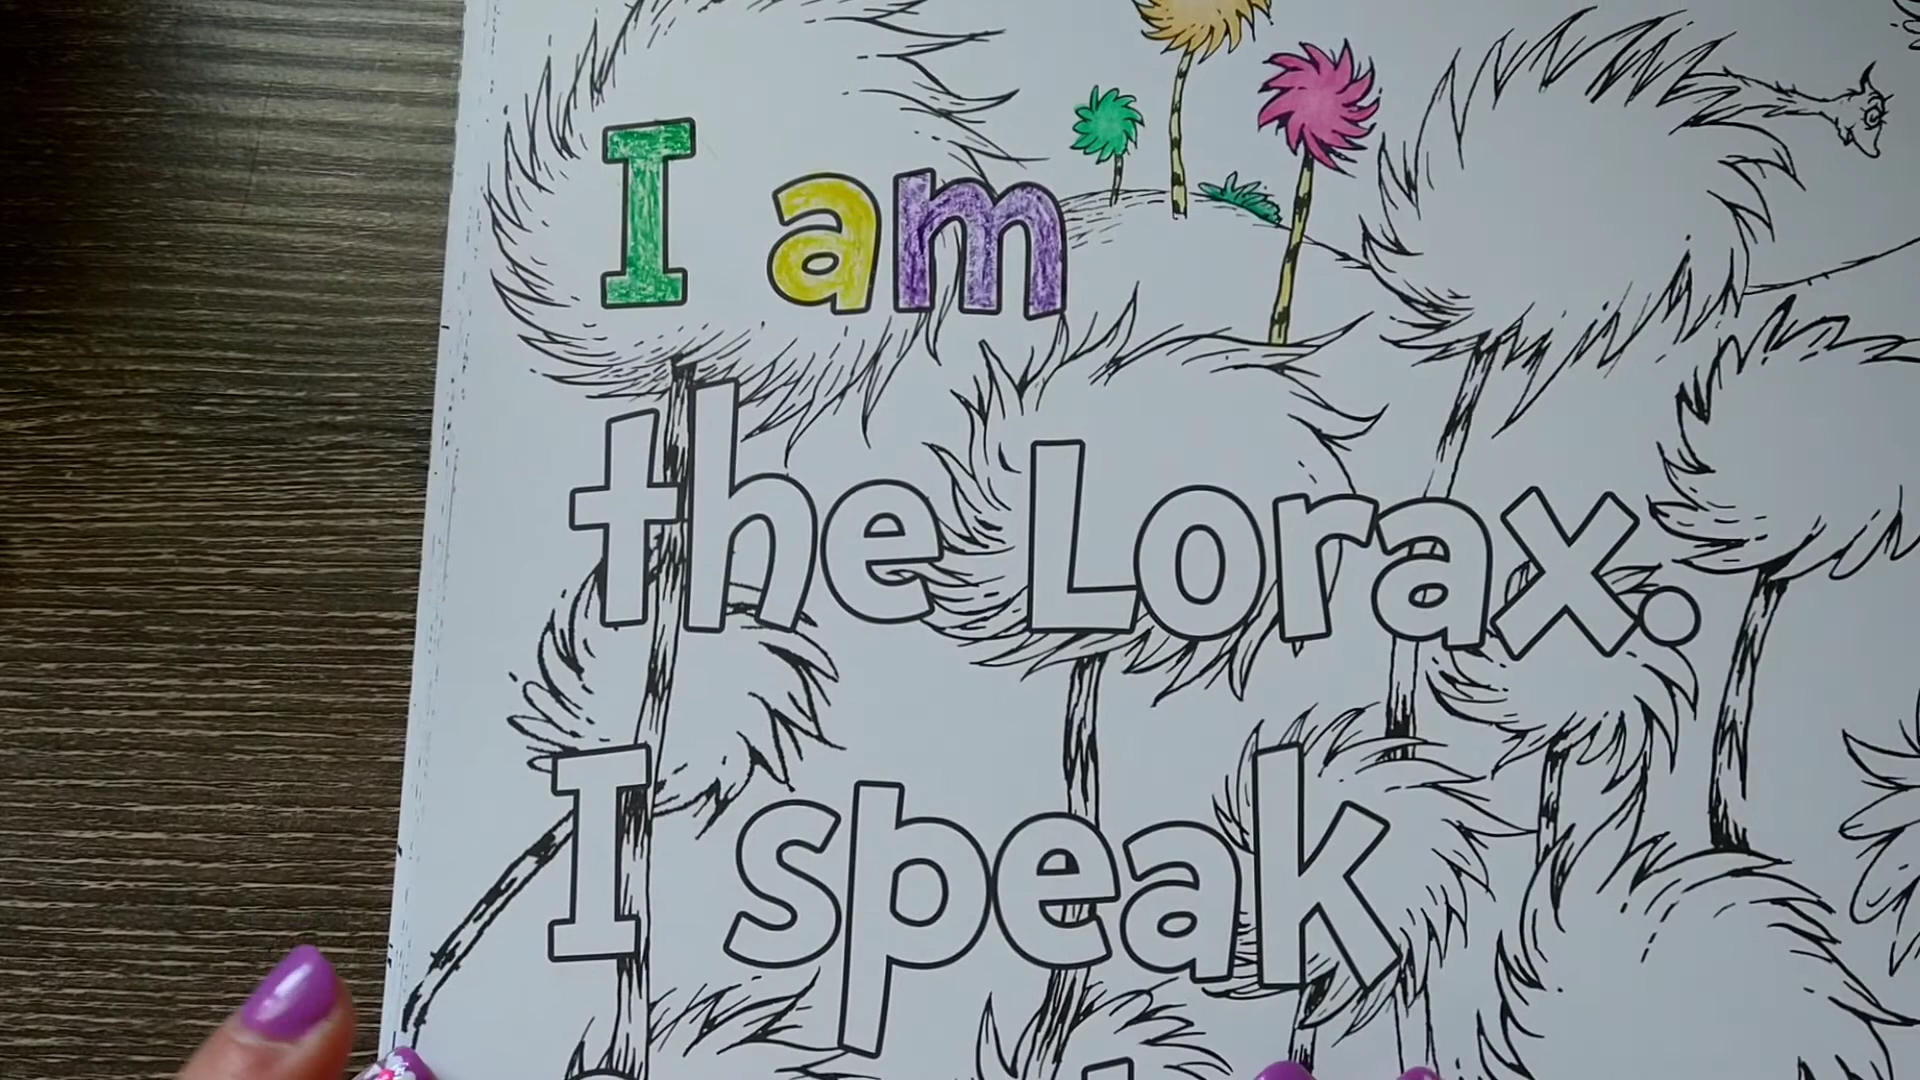 I am
the Lorax.
I speak